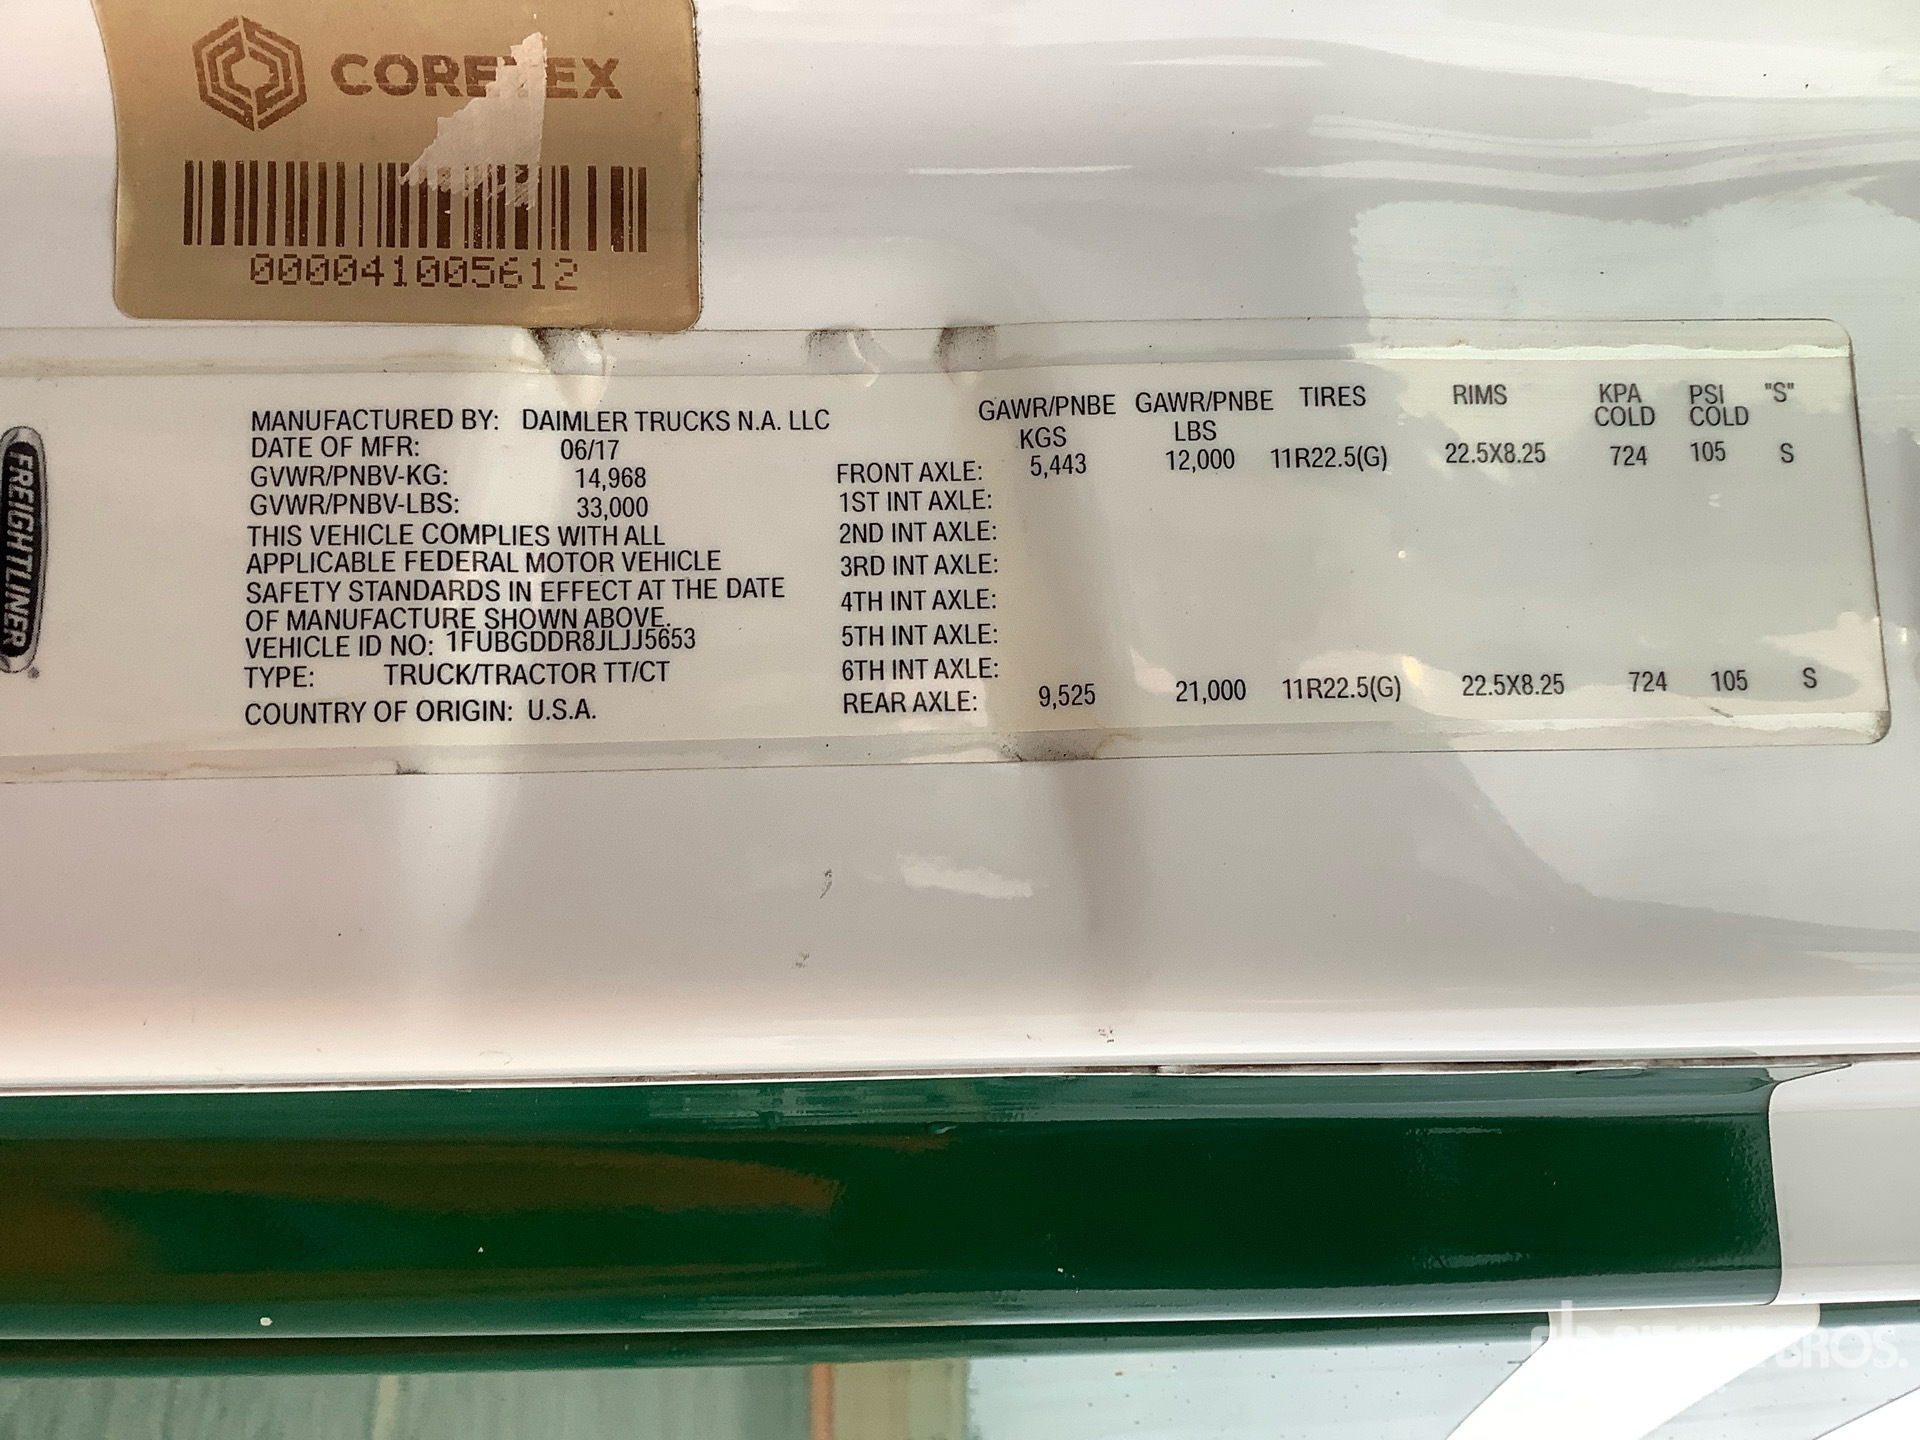 CORETEX
000041005612
FREIGHTLINER
MANUFACTURED BY: DAIMLER TRUCKS N.A. LLC
DATE OF MFR: 06/17
GVWR/PNBV-KG: 14,968
GVWR/PNBV-LBS: 33,000
THIS VEHICLE COMPLIES WITH ALL
APPLICABLE FEDERAL MOTOR VEHICLE
SAFETY STANDARDS IN EFFECT AT THE DATE
OF MANUFACTURE SHOWN ABOVE.
VEHICLE ID NO: 1FUBGDDR8JLJJ5653
TYPE: TRUCK/TRACTOR TT/CT
COUNTRY OF ORIGIN: U.S.A.
GAWR/PNBE GAWR/PNBE TIRES RIMS KPA PSI "S"
KGS LBS COLD COLD
FRONT AXLE: 5,443 12,000 11R22.5(G) 22.5X8.25 724 105 S
1ST INT AXLE:
2ND INT AXLE:
3RD INT AXLE:
4TH INT AXLE:
5TH INT AXLE:
6TH INT AXLE:
REAR AXLE: 9,525 21,000 11R22.5(G) 22.5X8.25 724 105 S
rb RITCHIE BROS.